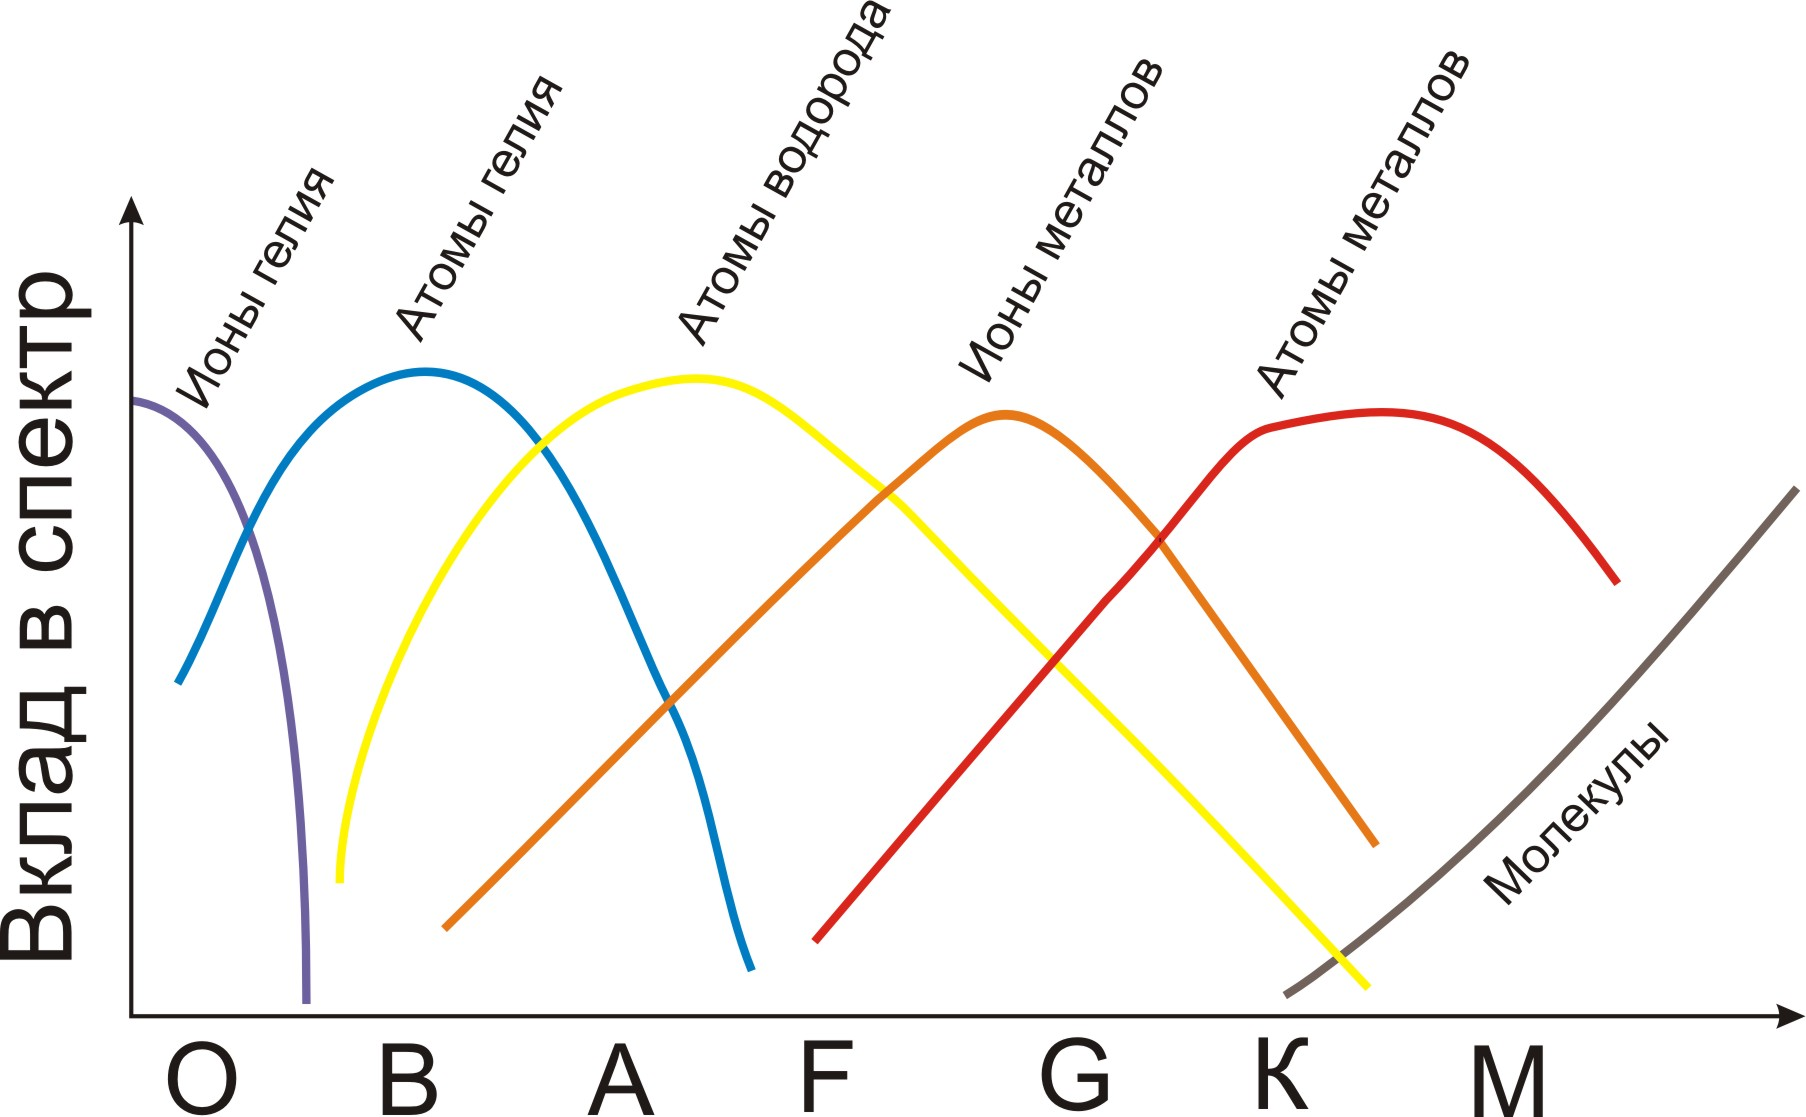 Ионы гелия
Атомы гелия
Атомы водорода
Ионы металлов
Атомы металлов
Молекулы
Вклад в спектр
O B A F G К M